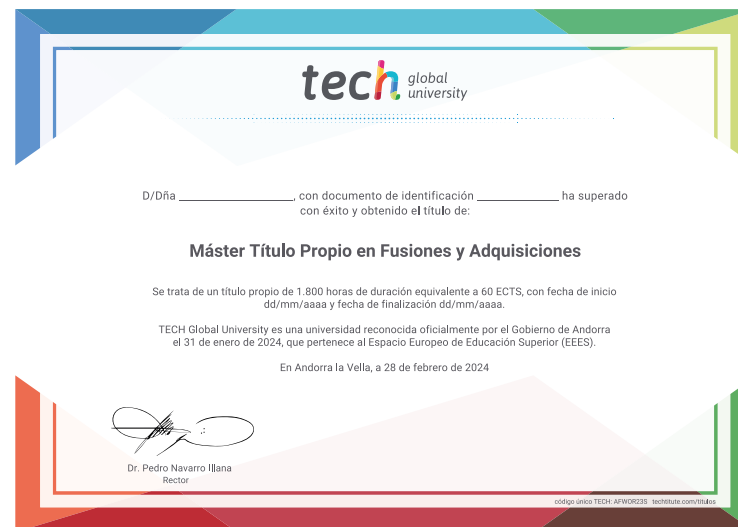 tech global university
D/Dña ____________________, con documento de identificación ______________ ha superado
con éxito y obtenido el título de:
Máster Título Propio en Fusiones y Adquisiciones
Se trata de un título propio de 1.800 horas de duración equivalente a 60 ECTS, con fecha de inicio
dd/mm/aaaa y fecha de finalización dd/mm/aaaa.
TECH Global University es una universidad reconocida oficialmente por el Gobierno de Andorra
el 31 de enero de 2024, que pertenece al Espacio Europeo de Educación Superior (EEES).
En Andorra la Vella, a 28 de febrero de 2024
Dr. Pedro Navarro Illana
Rector
código único TECH: AFWOR23S techtitute.com/titulos